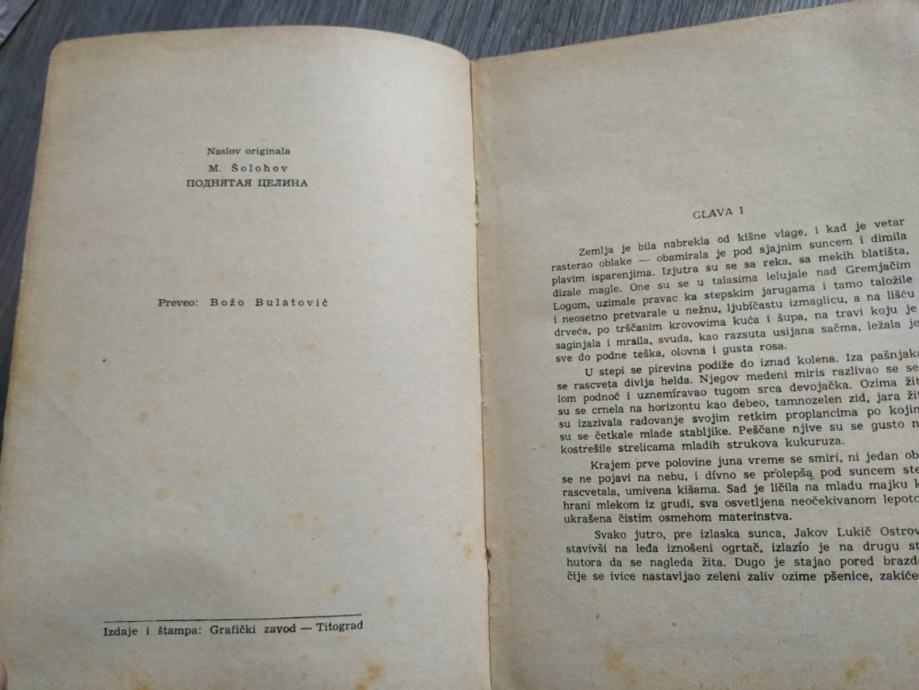 Naslov originala
M. Šolohov
ПОДНЯТАЯ ЦЕЛИНА
Preveo: Božo Bulatović
Izdaje i štampa: Grafički zavod — Titograd
GLAVA I
Zemlja je bila nabrekla od kišne vlage, i kad je vetar
rasterao oblake — obamirala je pod sjajnim suncem i dimila
plavim isparenjima. Izjutra su se sa reka, sa mekih blatišta,
dizale magle. One su se u talasima lelujale nad Gremjačim
Logom, uzimale pravac ka stepskim jarugama i tamo taložile
i neosetno pretvarale u nežnu, ljubičastu izmaglicu, a na lišću
drveća, po trščanim krovovima kuća i šupa, na travi koju je
saginjala i mrsila, svuda, kao razsuta usijana sačma, ležala je
sve do podne teška, olovna i gusta rosa.
U stepi se pirevina podiže do iznad kolena. Iza pašnjaka
se rascveta divlja helda. Njegov medeni miris razlivao se se
lom podnoć i uznemiravao tugom srca devojačka. Ozima žit
su se crnela na horizontu kao debeo, tamnozelen zid, jara ži
su izazivala radovanje svojim retkim proplancima po kojim
su se četkale mlade stabljike. Peščane njive su se gusto n
kostrešile strelicama mladih strukova kukuruza.
Krajem prve polovine juna vreme se smiri, ni jedan ob
se ne pojavi na nebu, i divno se prolepša pod suncem ste
rascvetala, umivena kišama. Sad je ličila na mladu majku k
hrani mlekom iz grudi, sva osvetljena neočekivanom lepoto
ukrašena čistim osmehom materinstva.
Svako jutro, pre izlaska sunca, Jakov Lukič Ostrov
stavivši na leđa iznošeni ogrtač, izlazio je na drugu st
hutora da se nagleda žita. Dugo je stajao pored brazd
čije se ivice nastavljao zeleni zaliv ozime pšenice, zakiće